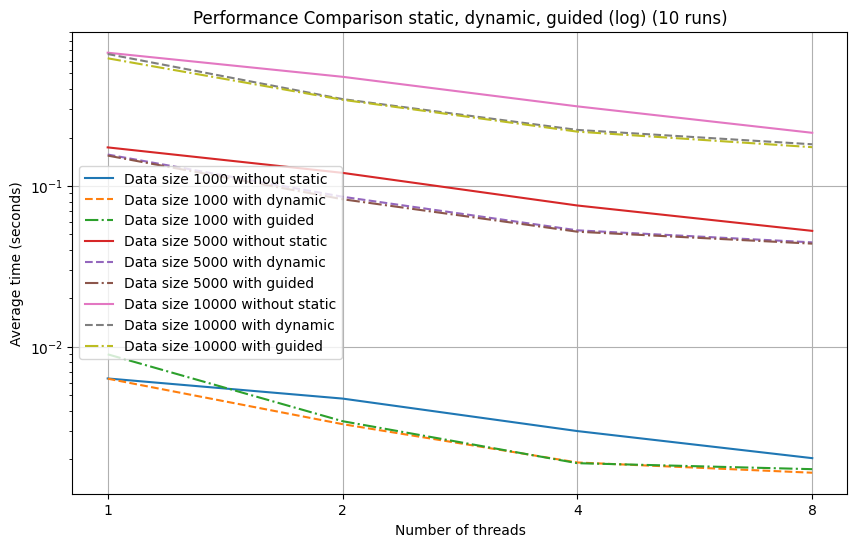 Performance Comparison static, dynamic, guided (log) (10 runs)
Average time (seconds)
10⁻¹
10⁻²
Data size 1000 without static
Data size 1000 with dynamic
Data size 1000 with guided
Data size 5000 without static
Data size 5000 with dynamic
Data size 5000 with guided
Data size 10000 without static
Data size 10000 with dynamic
Data size 10000 with guided
1 2 4 8
Number of threads